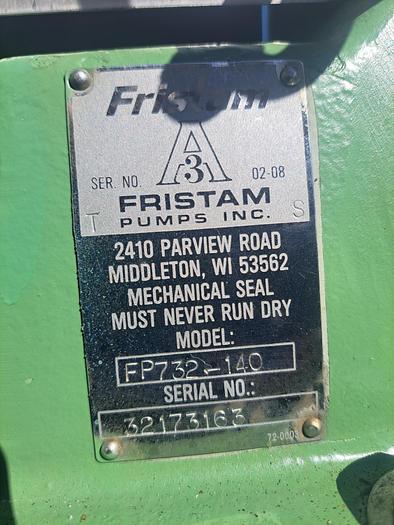 Fristam
A
3
SER. NO. 02-08
FRISTAM
T PUMPS INC. S
2410 PARVIEW ROAD
MIDDLETON, WI 53562
MECHANICAL SEAL
MUST NEVER RUN DRY
MODEL:
FP732-140
SERIAL NO.:
32173163